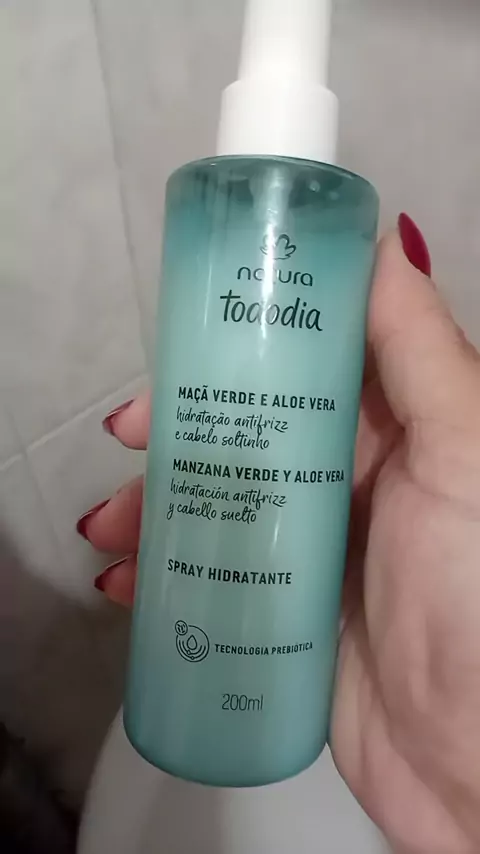 natura
tododia
MAÇÃ VERDE E ALOE VERA
hidratação antifrizz
e cabelo soltinho
MANZANA VERDE Y ALOE VERA
hidratación antifrizz
y cabello suelto
SPRAY HIDRATANTE
TECNOLOGIA PREBIÓTICA
200ml